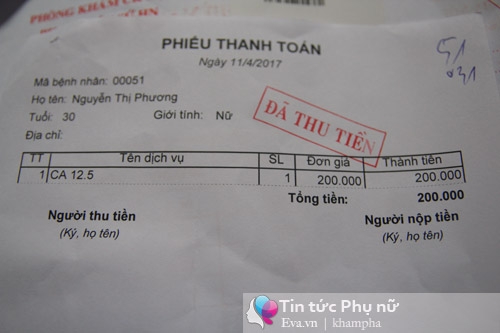 PHÒNG KHÁM
PHIẾU THANH TOÁN
Ngày 11/4/2017
51
031
Mã bệnh nhân: 00051
Họ tên: Nguyễn Thị Phương
Tuổi: 30 Giới tính: Nữ
Địa chỉ:
ĐÃ THU TIỀN
TT Tên dịch vụ SL Đơn giá Thành tiền
1 CA 12.5 1 200.000 200.000
Tổng tiền: 200.000
Người thu tiền Người nộp tiền
(Ký, họ tên) (Ký, họ tên)
Tin tức Phụ nữ
Eva.vn | khampha